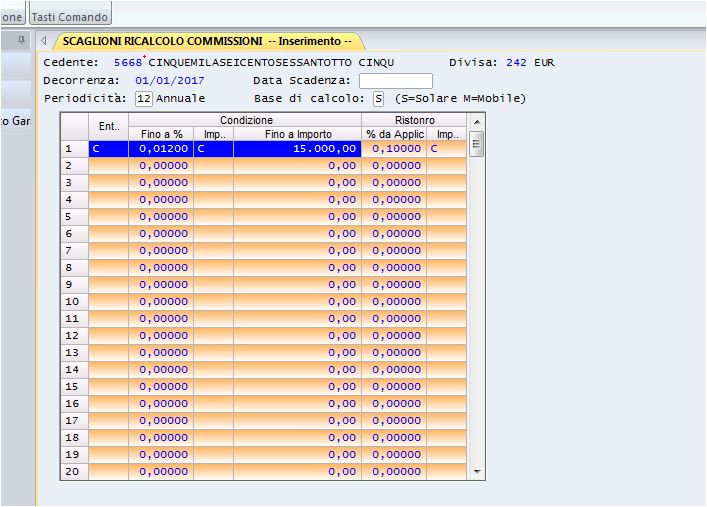 one Tasti Comando
SCAGLIONI RICALCOLO COMMISSIONI -- Inserimento --
Cedente: 5668 CINQUEMILASEICENTOSESSANTOTTO CINQU Divisa: 242 EUR
Decorrenza: 01/01/2017 Data Scadenza:
Periodicità: 12 Annuale Base di calcolo: S (S=Solare M=Mobile)
co Gar
Ent.. Condizione Ristonro
Fino a % Imp.. Fino a Importo % da Applic Imp..
1 C 0,01200 C 15.000,00 0,10000 C
2 0,00000 0,00 0,00000
3 0,00000 0,00 0,00000
4 0,00000 0,00 0,00000
5 0,00000 0,00 0,00000
6 0,00000 0,00 0,00000
7 0,00000 0,00 0,00000
8 0,00000 0,00 0,00000
9 0,00000 0,00 0,00000
10 0,00000 0,00 0,00000
11 0,00000 0,00 0,00000
12 0,00000 0,00 0,00000
13 0,00000 0,00 0,00000
14 0,00000 0,00 0,00000
15 0,00000 0,00 0,00000
16 0,00000 0,00 0,00000
17 0,00000 0,00 0,00000
18 0,00000 0,00 0,00000
19 0,00000 0,00 0,00000
20 0,00000 0,00 0,00000